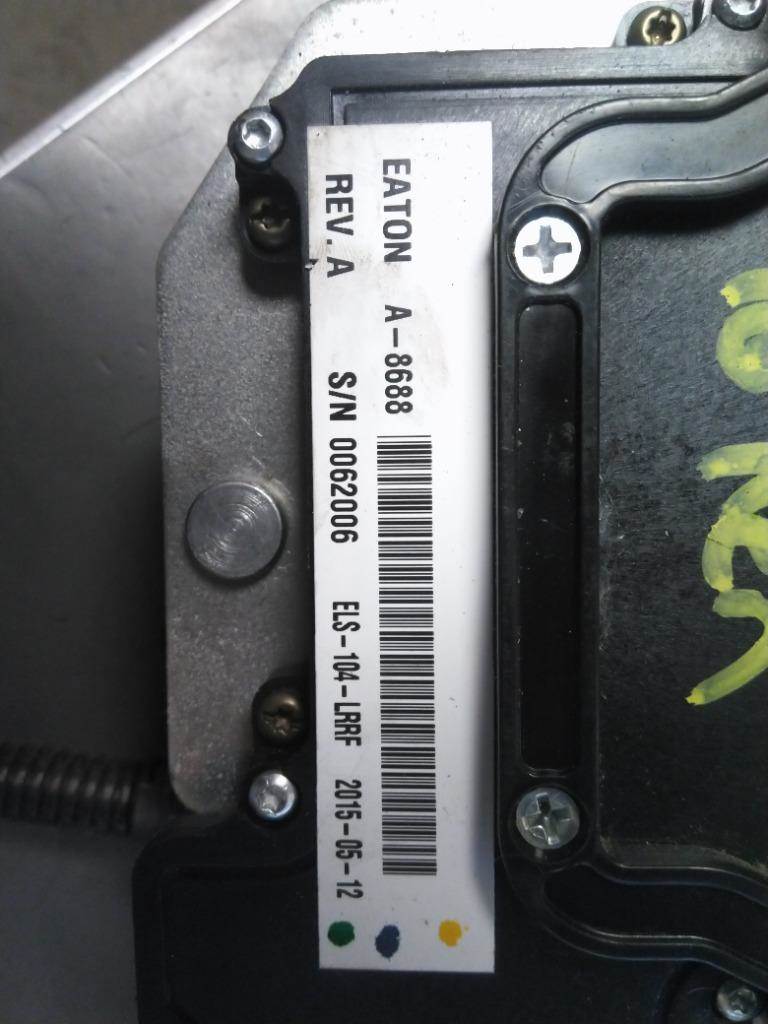 EATON A-8688
REV.A S/N 0062006 ELS-104-LRRF 2015-05-12